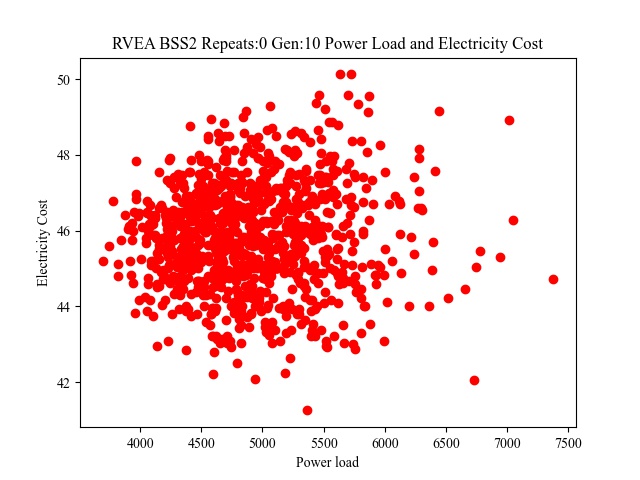 RVEA BSS2 Repeats:0 Gen:10 Power Load and Electricity Cost
50
48
46
44
42
Electricity Cost
4000 4500 5000 5500 6000 6500 7000 7500
Power load